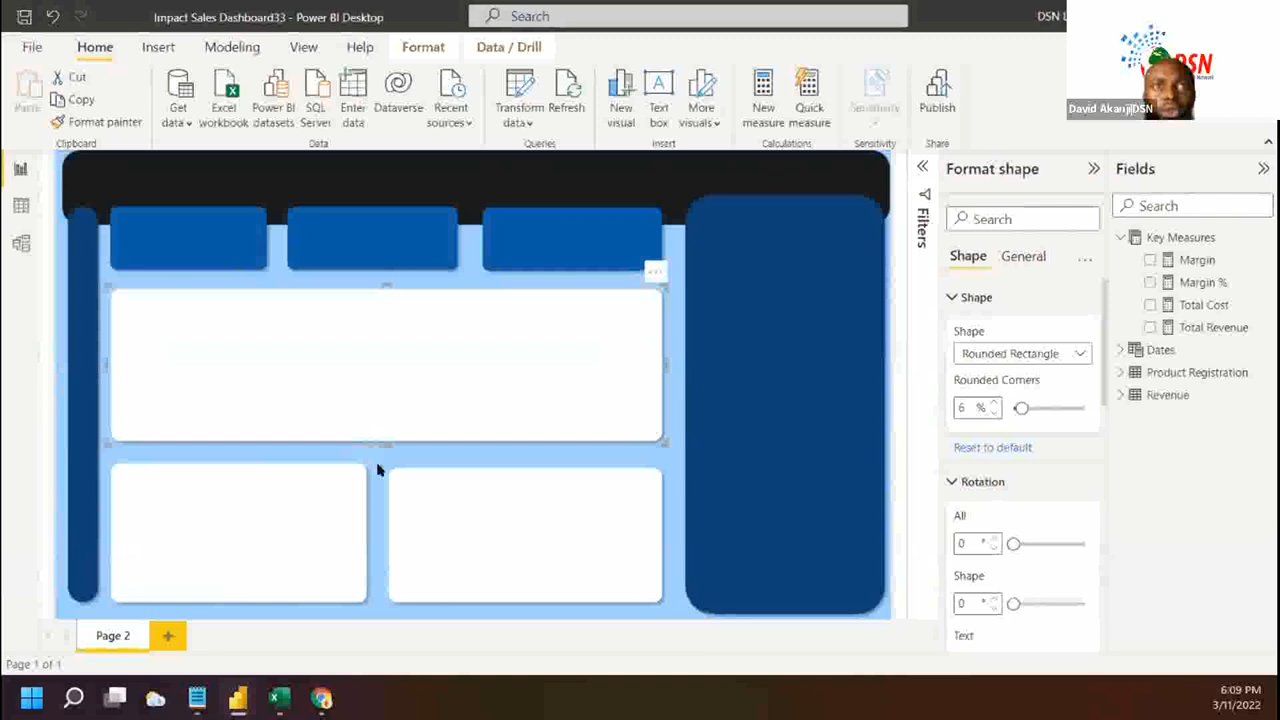 Impact Sales Dashboard33 - Power BI Desktop
Search
DSN
File
Home
Insert
Modeling
View
Help
Format
Data / Drill
Paste
Cut
Copy
Format painter
Clipboard
Get data
Excel workbook
Power BI datasets
SQL Server
Enter data
Dataverse
Recent sources
Data
Transform data
Refresh
Queries
New visual
Text box
More visuals
Insert
New measure
Quick measure
Calculations
Sensitivity
Sensitivity
Publish
Share
DSN
David Akanji|DSN
Filters
Format shape
Search
Shape
General
...
Shape
Shape
Rounded Rectangle
Rounded Corners
6 %
Reset to default
Rotation
All
0 °
Shape
0 °
Text
Fields
Search
Key Measures
Margin
Margin %
Total Cost
Total Revenue
Dates
Product Registration
Revenue
Page 2
Page 1 of 1
6:09 PM
3/11/2022